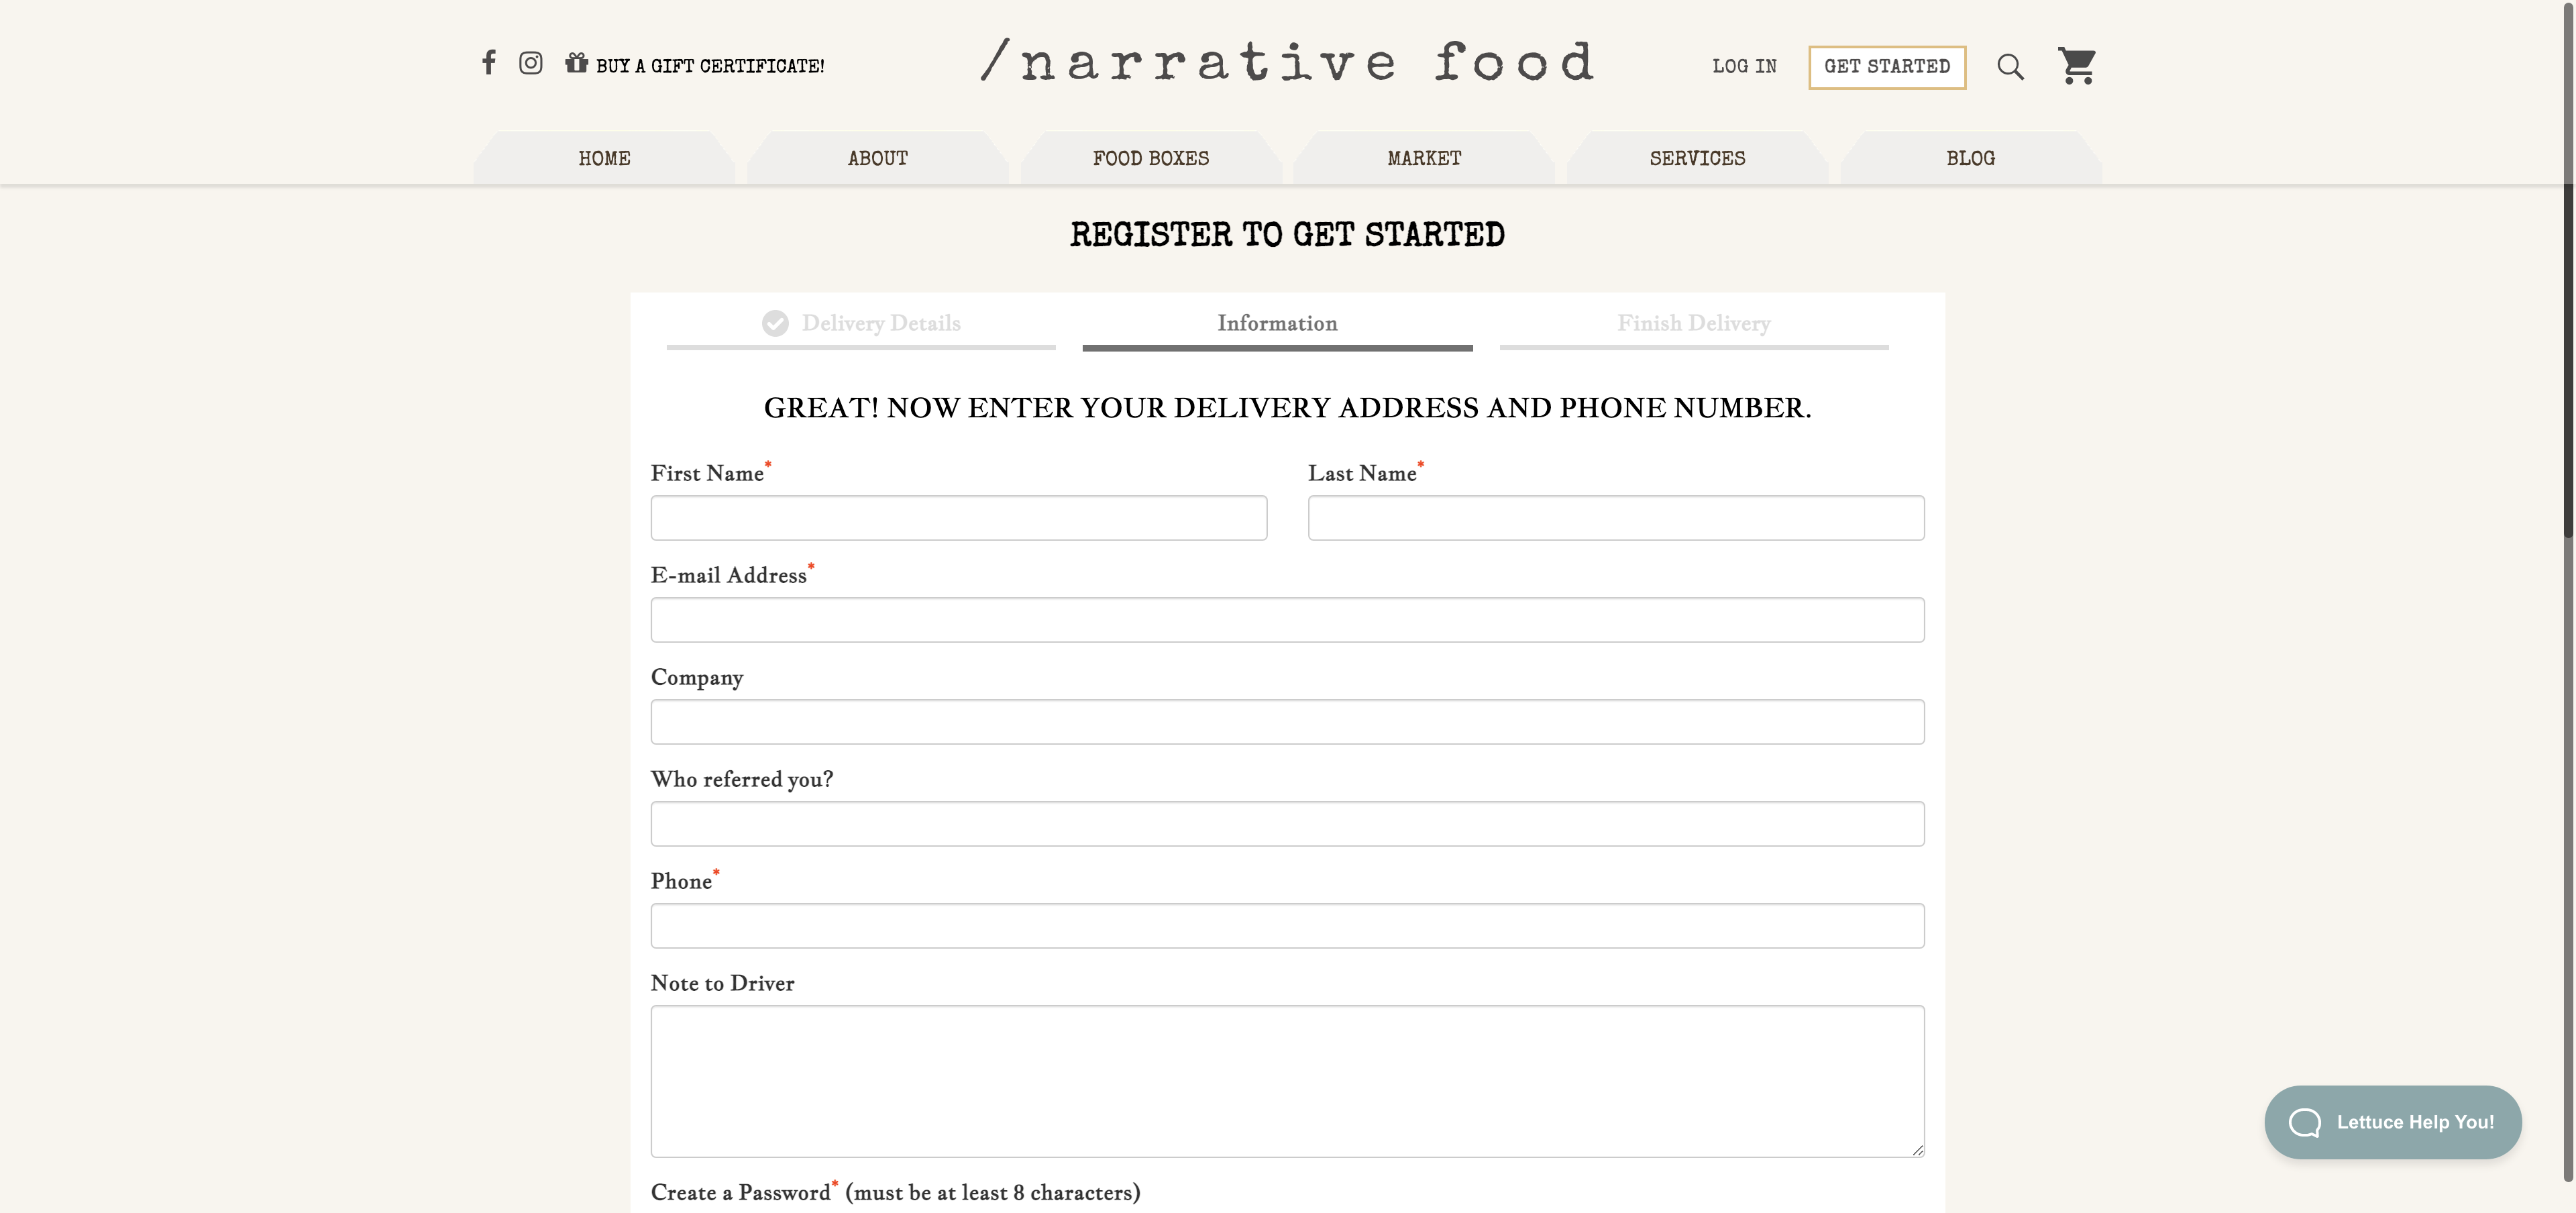 BUY A GIFT CERTIFICATE!
/narrative food
LOG IN
GET STARTED
HOME
ABOUT
FOOD BOXES
MARKET
SERVICES
BLOG
REGISTER TO GET STARTED
Delivery Details
Information
Finish Delivery
GREAT! NOW ENTER YOUR DELIVERY ADDRESS AND PHONE NUMBER.
First Name*
Last Name*
E-mail Address*
Company
Who referred you?
Phone*
Note to Driver
Lettuce Help You!
Create a Password* (must be at least 8 characters)